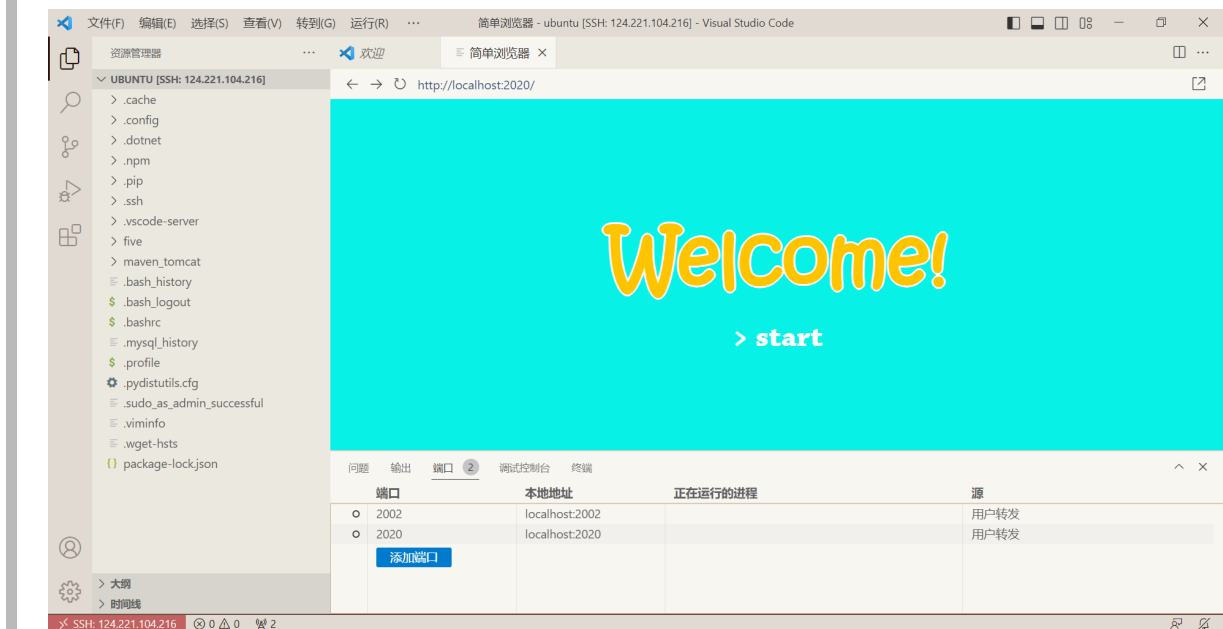 文件(F) 编辑(E) 选择(S) 查看(V) 转到(G) 运行(R) ··· 简单浏览器 - ubuntu [SSH: 124.221.104.216] - Visual Studio Code
资源管理器 ··· 欢迎 简单浏览器
UBUNTU [SSH: 124.221.104.216]
http://localhost:2020/
.cache
.config
.dotnet
.npm
.pip
.ssh
.vscode-server
five
maven_tomcat
.bash_history
$ .bash_logout
$ .bashrc
.mysql_history
$ .profile
.pydistutils.cfg
.sudo_as_admin_successful
.viminfo
.wget-hsts
{} package-lock.json
大纲
时间线
Welcome!
> start
问题 输出 端口 2 调试控制台 终端
端口 本地地址 正在运行的进程 源
2002 localhost:2002 用户转发
2020 localhost:2020 用户转发
添加端口
SSH: 124.221.104.216 0 0 2